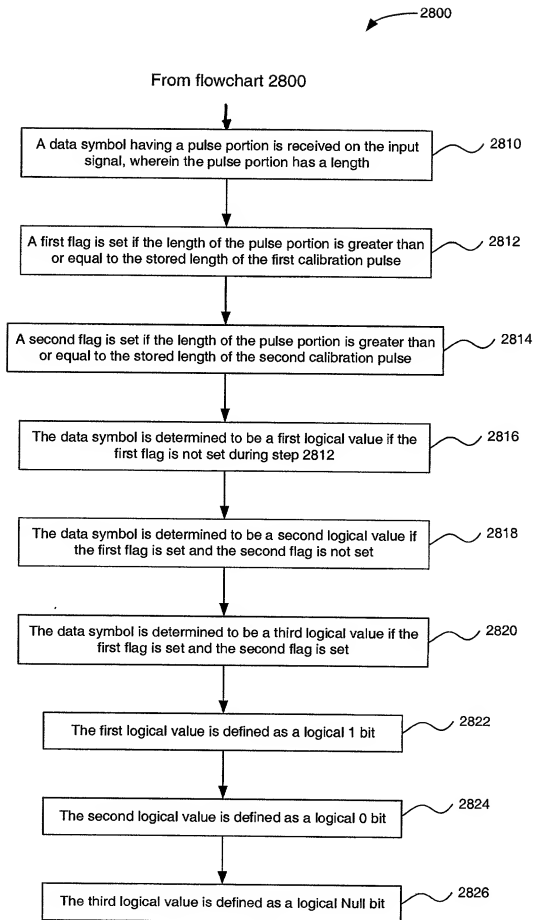 2800
From flowchart 2800
A data symbol having a pulse portion is received on the input
signal, wherein the pulse portion has a length
2810
A first flag is set if the length of the pulse portion is greater than
or equal to the stored length of the first calibration pulse
2812
A second flag is set if the length of the pulse portion is greater than
or equal to the stored length of the second calibration pulse
2814
The data symbol is determined to be a first logical value if the
first flag is not set during step 2812
2816
The data symbol is determined to be a second logical value if
the first flag is set and the second flag is not set
2818
The data symbol is determined to be a third logical value if the
first flag is set and the second flag is set
2820
The first logical value is defined as a logical 1 bit
2822
The second logical value is defined as a logical 0 bit
2824
The third logical value is defined as a logical Null bit
2826